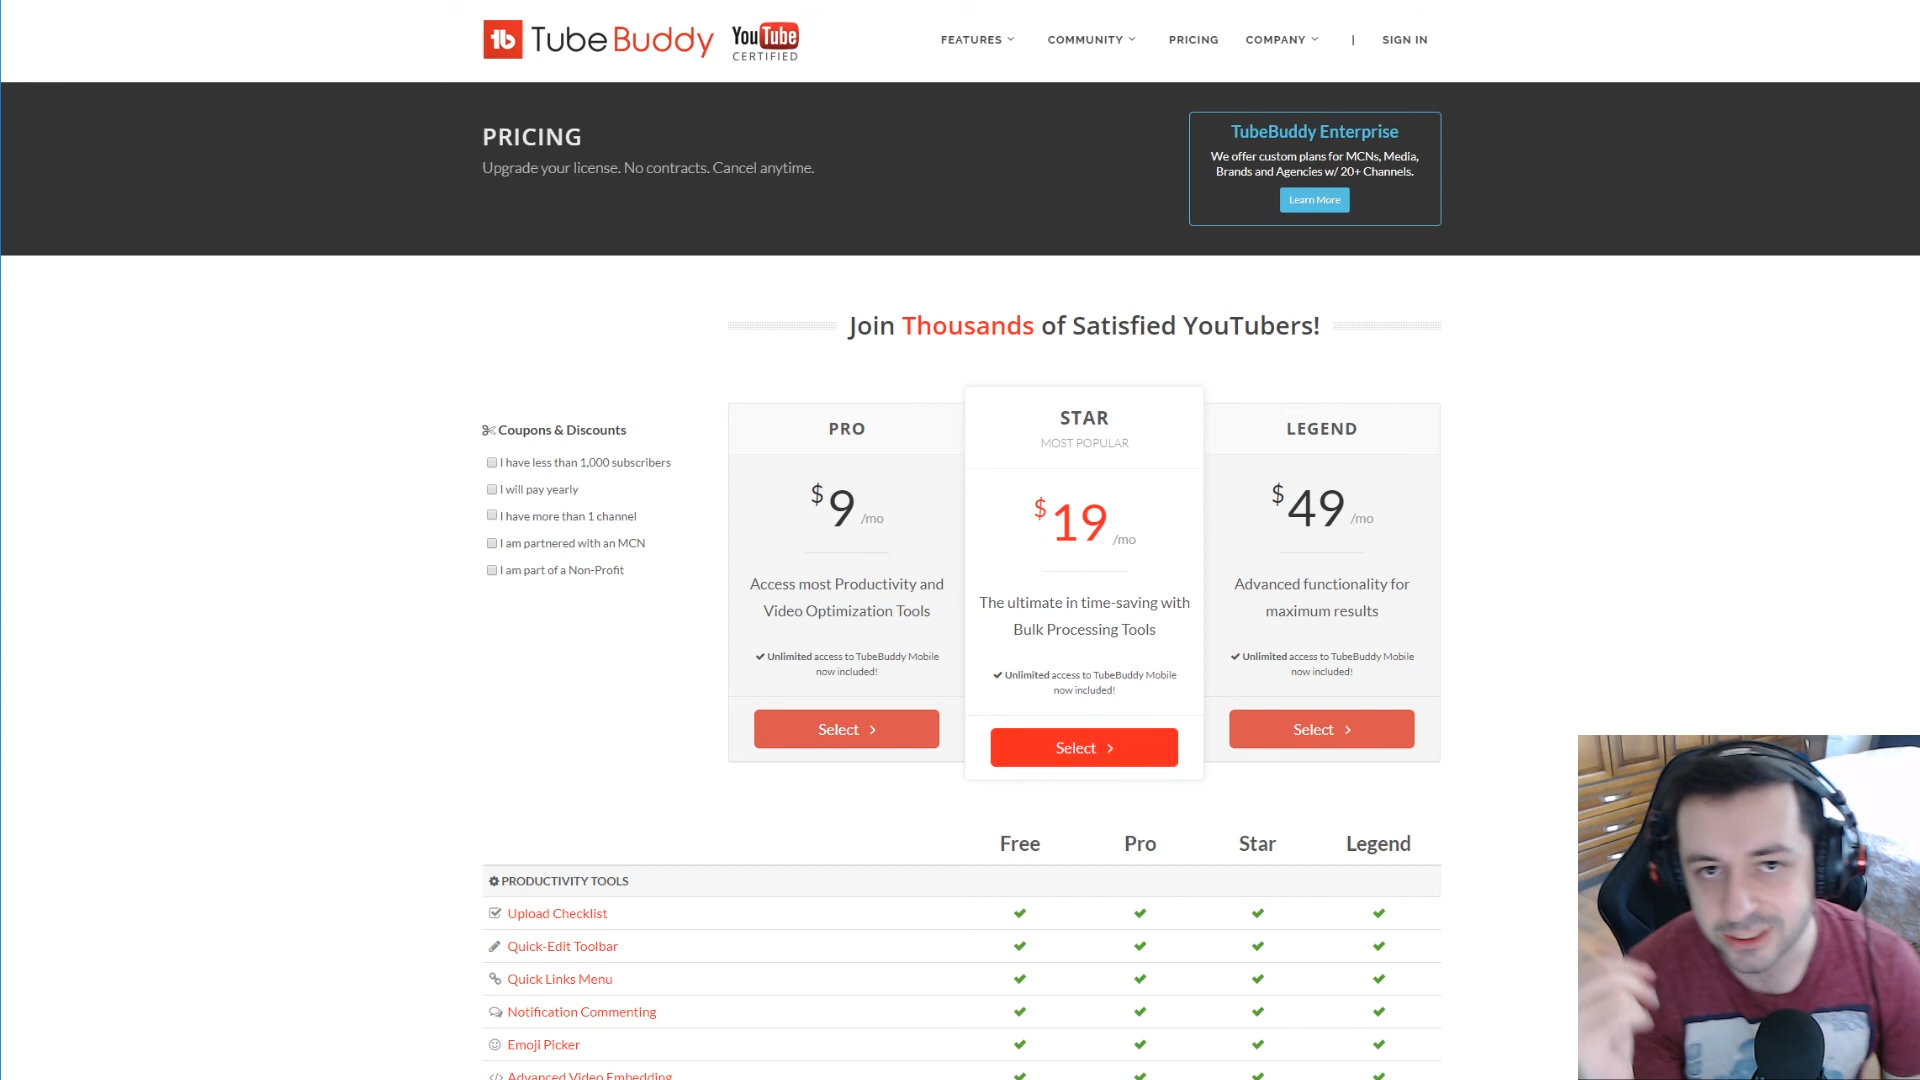 tb TubeBuddy
YouTube
CERTIFIED
FEATURES
COMMUNITY
PRICING
COMPANY
|
SIGN IN
PRICING
Upgrade your license. No contracts. Cancel anytime.
TubeBuddy Enterprise
We offer custom plans for MCNs, Media,
Brands and Agencies w/ 20+ Channels.
Learn More
Join Thousands of Satisfied YouTubers!
Coupons & Discounts
I have less than 1,000 subscribers
I will pay yearly
I have more than 1 channel
I am partnered with an MCN
I am part of a Non-Profit
PRO
$9 /mo
Access most Productivity and
Video Optimization Tools
✔ Unlimited access to TubeBuddy Mobile
now included!
Select >
STAR
MOST POPULAR
$19 /mo
The ultimate in time-saving with
Bulk Processing Tools
✔ Unlimited access to TubeBuddy Mobile
now included!
Select >
LEGEND
$49 /mo
Advanced functionality for
maximum results
✔ Unlimited access to TubeBuddy Mobile
now included!
Select >
Free Pro Star Legend
PRODUCTIVITY TOOLS
Upload Checklist ✔ ✔ ✔ ✔
Quick-Edit Toolbar ✔ ✔ ✔ ✔
Quick Links Menu ✔ ✔ ✔ ✔
Notification Commenting ✔ ✔ ✔ ✔
Emoji Picker ✔ ✔ ✔ ✔
Advanced Video Embedding ✔ ✔ ✔ ✔